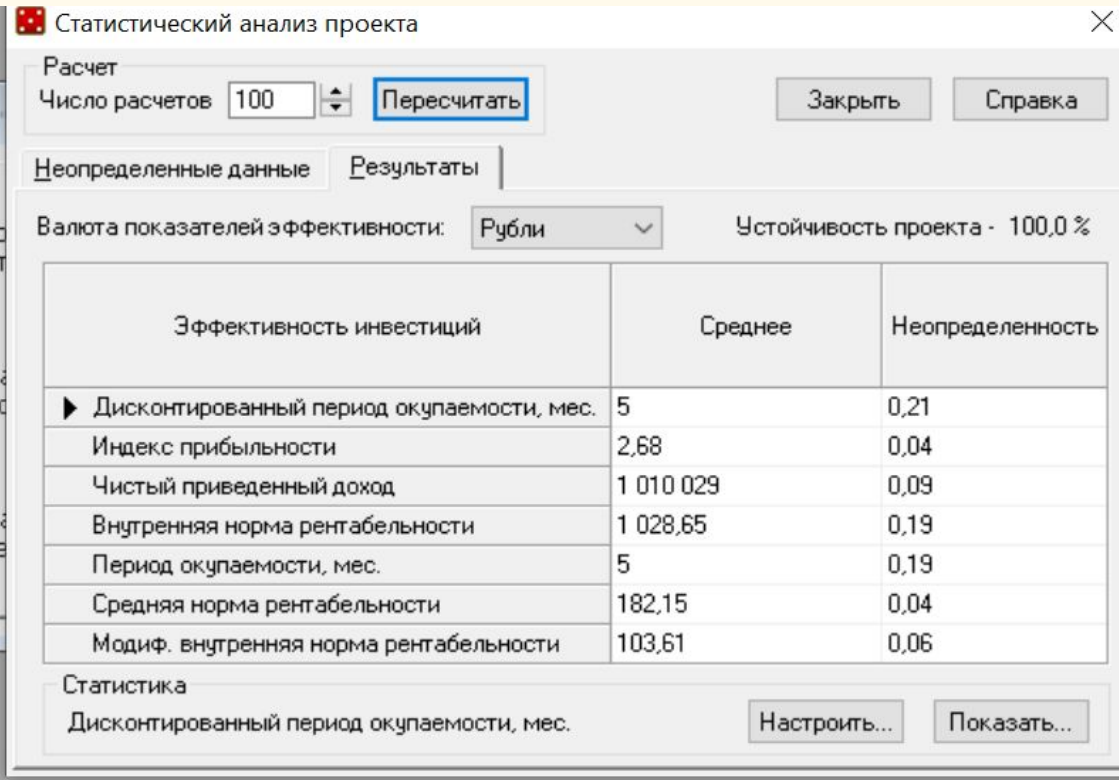 Статистический анализ проекта
Расчет
Число расчетов 100 Пересчитать Закрыть Справка
Неопределенные данные Результаты
Валюта показателей эффективности: Рубли Устойчивость проекта - 100,0 %
Эффективность инвестиций Среднее Неопределенность
Дисконтированный период окупаемости, мес. 5 0,21
Индекс прибыльности 2,68 0,04
Чистый приведенный доход 1 010 029 0,09
Внутренняя норма рентабельности 1 028,65 0,19
Период окупаемости, мес. 5 0,19
Средняя норма рентабельности 182,15 0,04
Модиф. внутренняя норма рентабельности 103,61 0,06
Статистика
Дисконтированный период окупаемости, мес. Настроить... Показать...